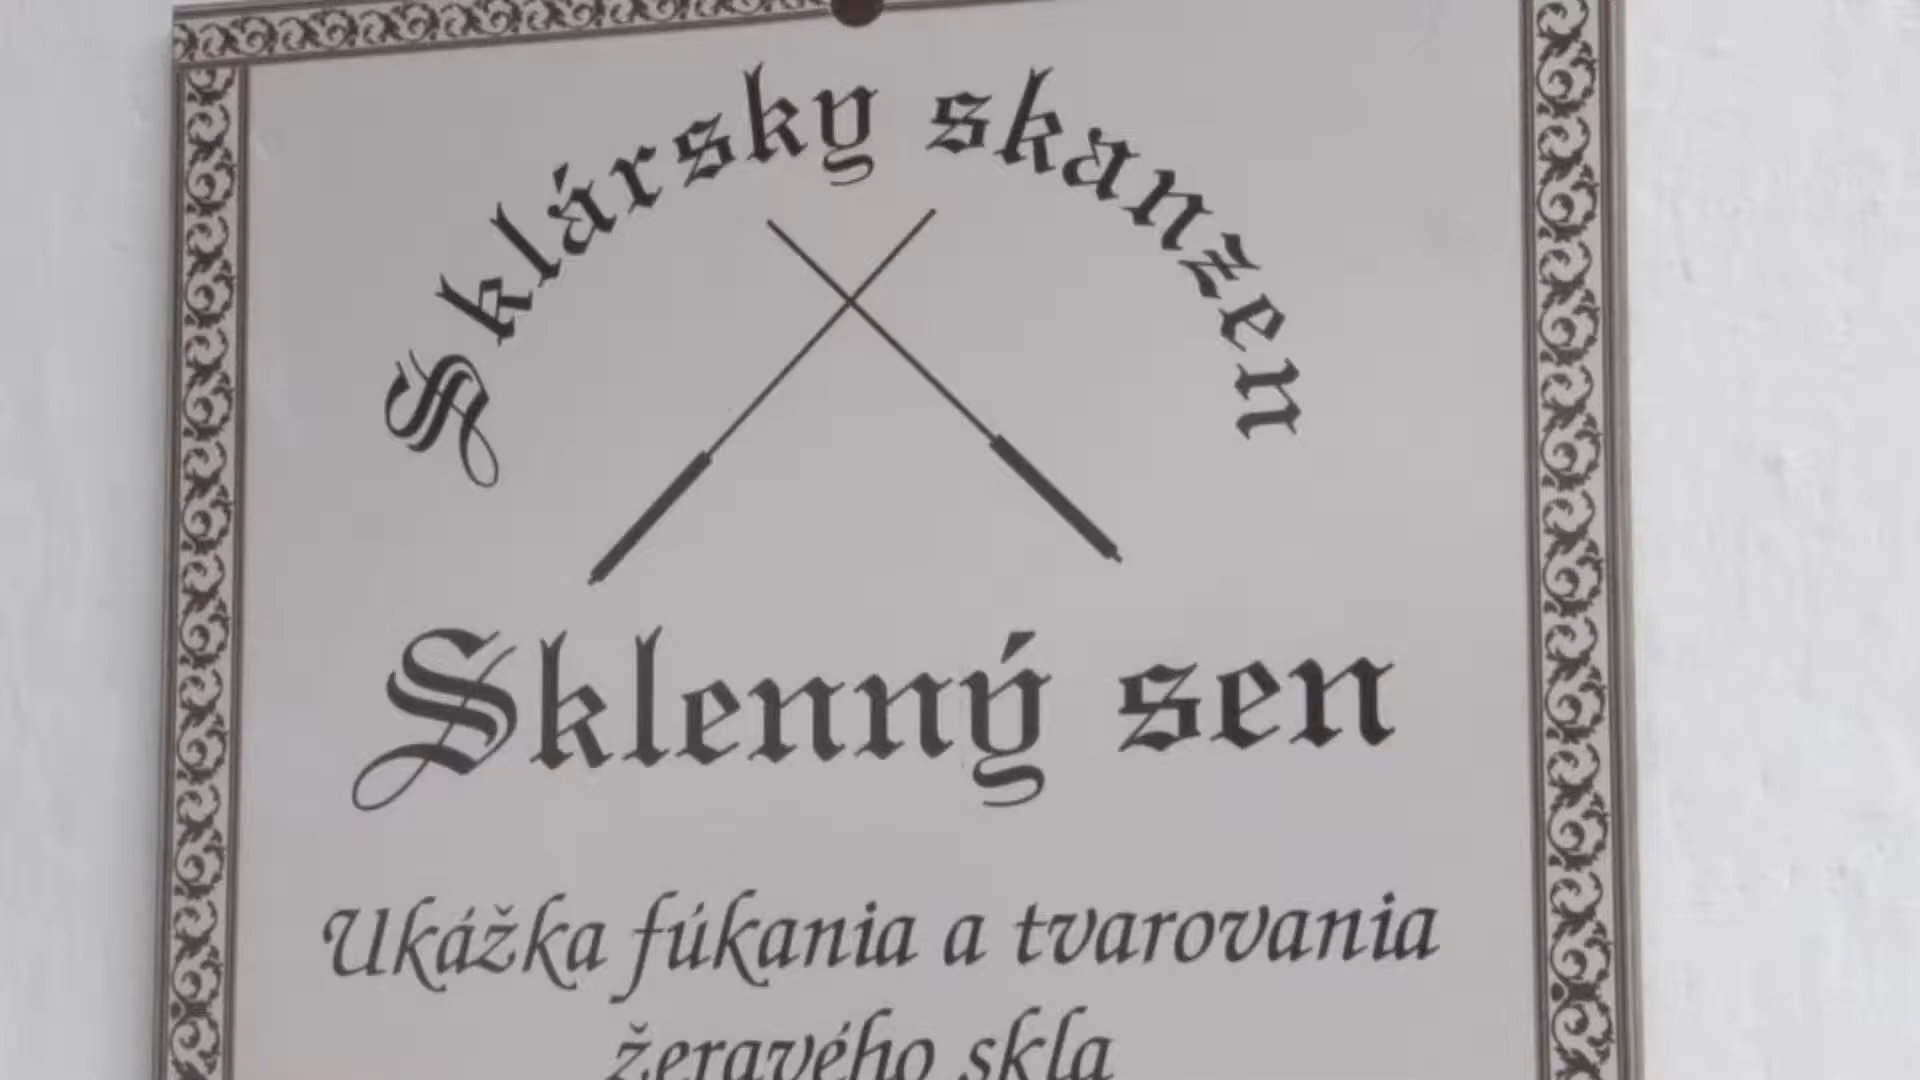 Sklársky skanzen
Sklenný sen
Ukážka fúkania a tvarovania
žeravého skla